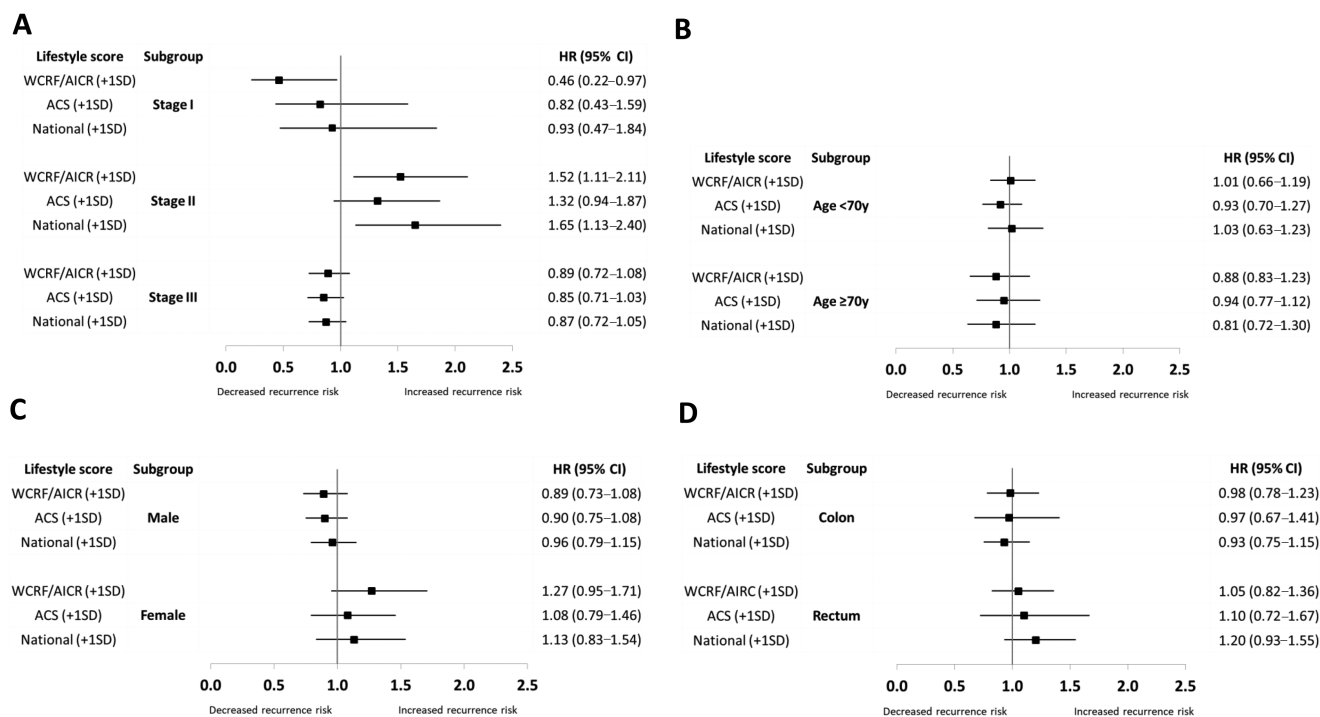 A
Lifestyle score Subgroup HR (95% CI)
WCRF/AICR (+1SD) 0.46 (0.22–0.97)
ACS (+1SD) Stage I 0.82 (0.43–1.59)
National (+1SD) 0.93 (0.47–1.84)
WCRF/AICR (+1SD) 1.52 (1.11–2.11)
ACS (+1SD) Stage II 1.32 (0.94–1.87)
National (+1SD) 1.65 (1.13–2.40)
WCRF/AICR (+1SD) 0.89 (0.72–1.08)
ACS (+1SD) Stage III 0.85 (0.71–1.03)
National (+1SD) 0.87 (0.72–1.05)
0.0 0.5 1.0 1.5 2.0 2.5
Decreased recurrence risk Increased recurrence risk
B
Lifestyle score Subgroup HR (95% CI)
WCRF/AICR (+1SD) 1.01 (0.66–1.19)
ACS (+1SD) Age <70y 0.93 (0.70–1.27)
National (+1SD) 1.03 (0.63–1.23)
WCRF/AICR (+1SD) 0.88 (0.83–1.23)
ACS (+1SD) Age ≥70y 0.94 (0.77–1.12)
National (+1SD) 0.81 (0.72–1.30)
0.0 0.5 1.0 1.5 2.0 2.5
Decreased recurrence risk Increased recurrence risk
C
Lifestyle score Subgroup HR (95% CI)
WCRF/AICR (+1SD) 0.89 (0.73–1.08)
ACS (+1SD) Male 0.90 (0.75–1.08)
National (+1SD) 0.96 (0.79–1.15)
WCRF/AICR (+1SD) 1.27 (0.95–1.71)
ACS (+1SD) Female 1.08 (0.79–1.46)
National (+1SD) 1.13 (0.83–1.54)
0.0 0.5 1.0 1.5 2.0 2.5
Decreased recurrence risk Increased recurrence risk
D
Lifestyle score Subgroup HR (95% CI)
WCRF/AICR (+1SD) 0.98 (0.78–1.23)
ACS (+1SD) Colon 0.97 (0.67–1.41)
National (+1SD) 0.93 (0.75–1.15)
WCRF/AIRC (+1SD) 1.05 (0.82–1.36)
ACS (+1SD) Rectum 1.10 (0.72–1.67)
National (+1SD) 1.20 (0.93–1.55)
0.0 0.5 1.0 1.5 2.0 2.5
Decreased recurrence risk Increased recurrence risk